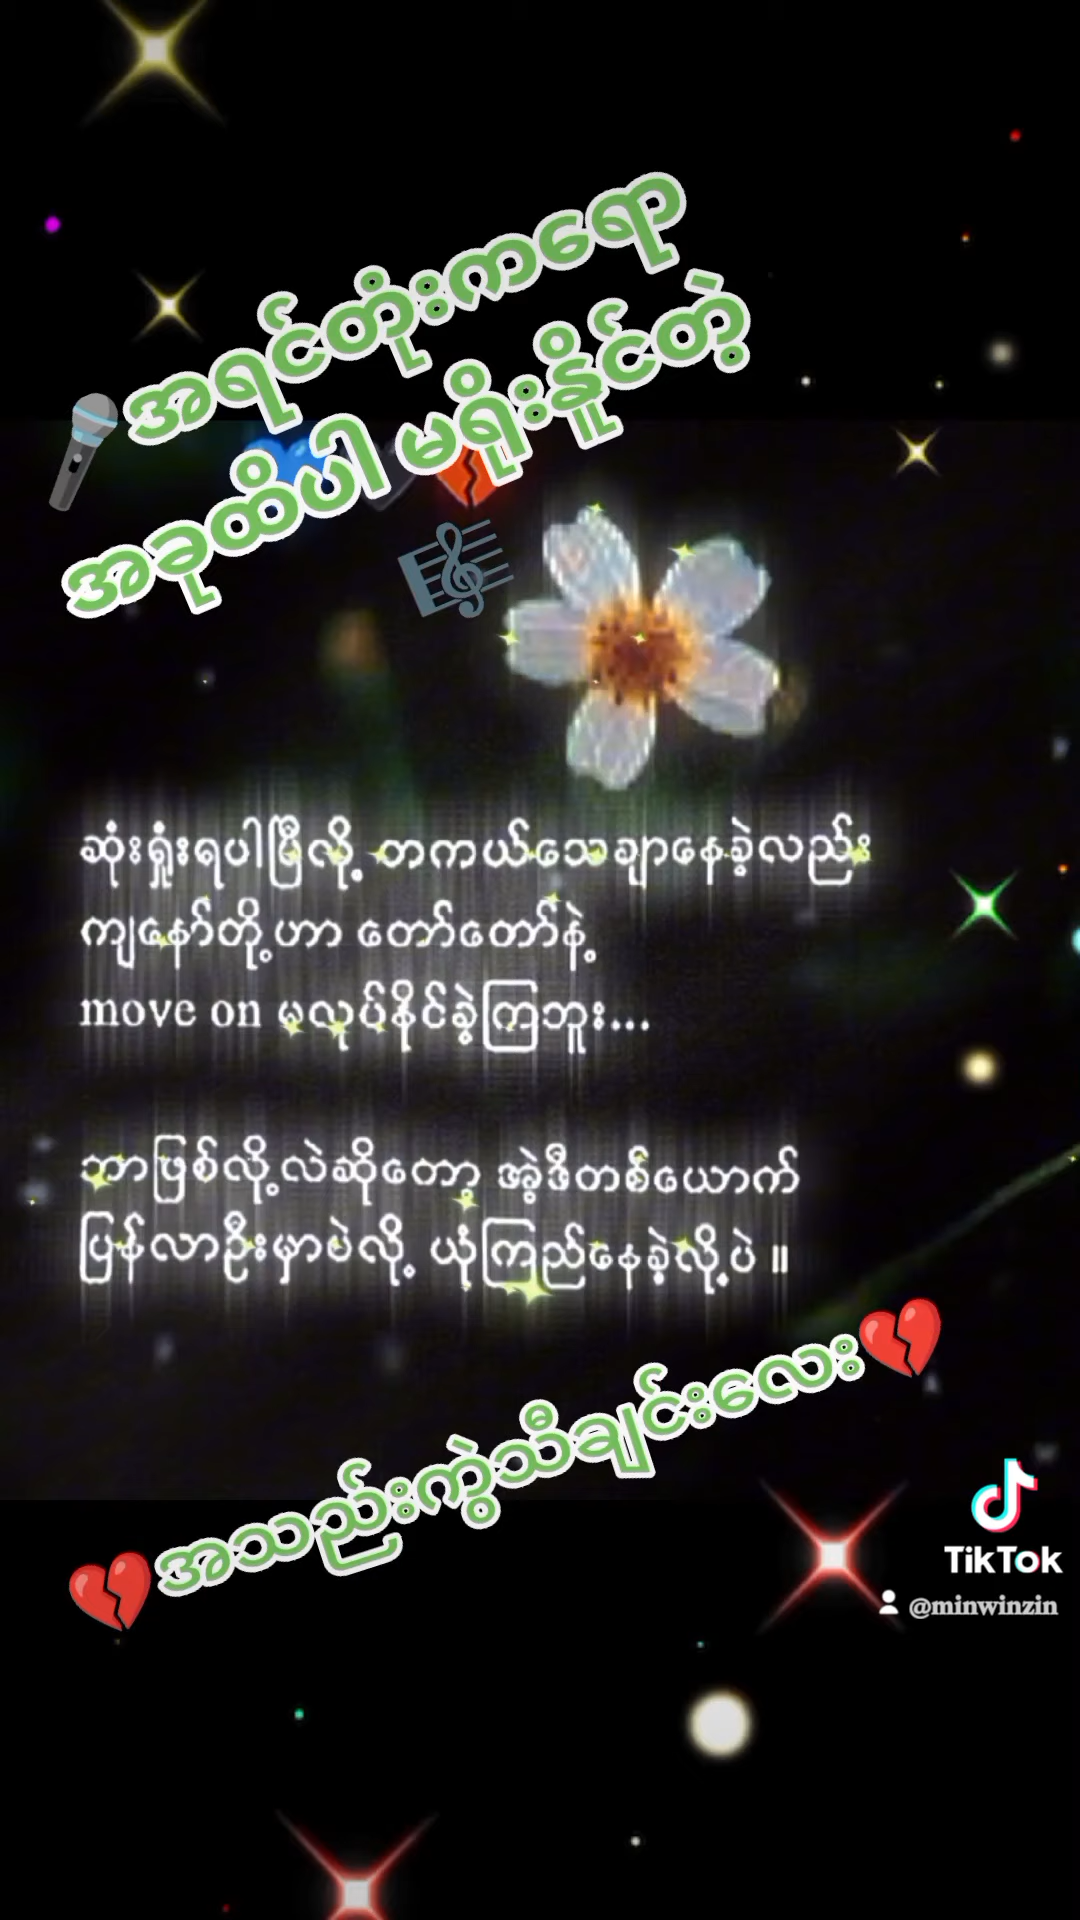 အရင်တုံးကရော
အခုထိပါ မရိုးနိူင်တဲ့
ဆုံးရှုံးရပါပြီလို့ တကယ်သေချာနေခဲ့လည်း
ကျနော်တို့ဟာ တော်တော်နဲ့
move on မလုပ်နိုင်ခဲ့ကြဘူး...
ဘာဖြစ်လို့လဲဆိုတော့ အဲ့ဒီတစ်ယောက်
ပြန်လာဦးမှာပဲလို့ ယုံကြည်နေခဲ့လို့ပဲ ။
အသည်းကွဲသီချင်းလေး
TikTok
@minwinzin